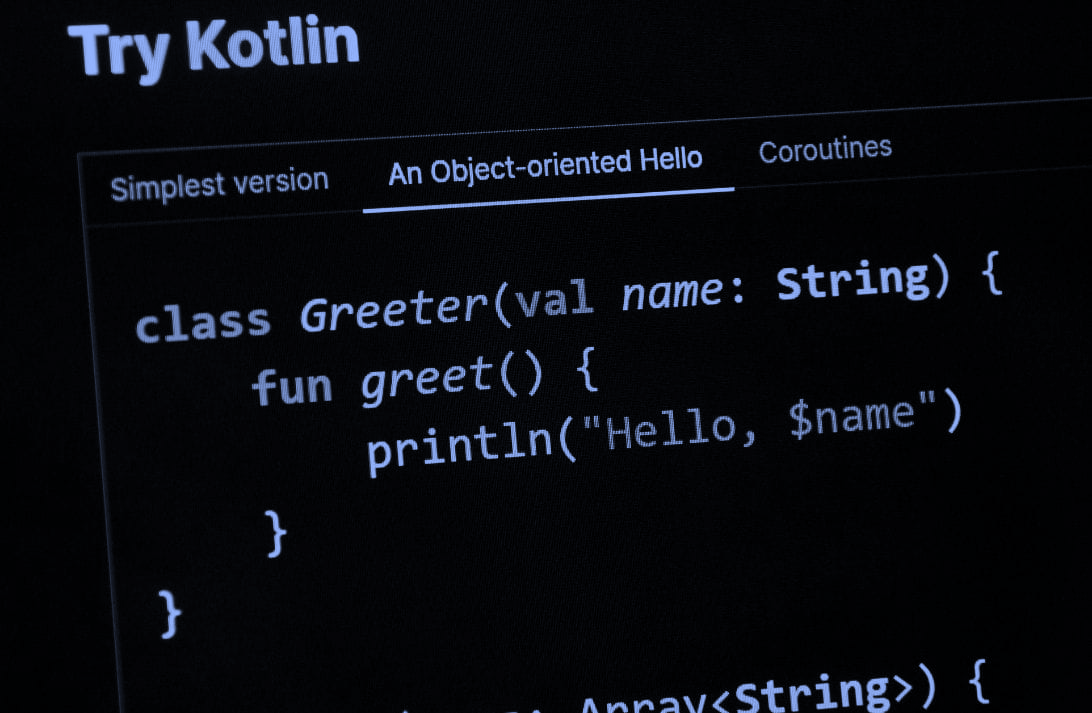 Try Kotlin
Simplest version An Object-oriented Hello Coroutines
class Greeter(val name: String) {
fun greet() {
println("Hello, $name")
}
}
Array<String>) {